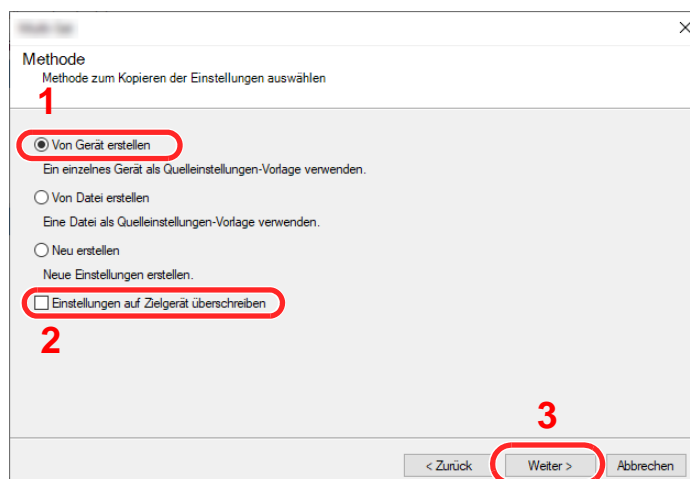 Methode
Methode zum Kopieren der Einstellungen auswählen
1
Von Gerät erstellen
Ein einzelnes Gerät als Quelleinstellungen-Vorlage verwenden.
Von Datei erstellen
Eine Datei als Quelleinstellungen-Vorlage verwenden.
Neu erstellen
Neue Einstellungen erstellen.
Einstellungen auf Zielgerät überschreiben
2
3
< Zurück Weiter > Abbrechen